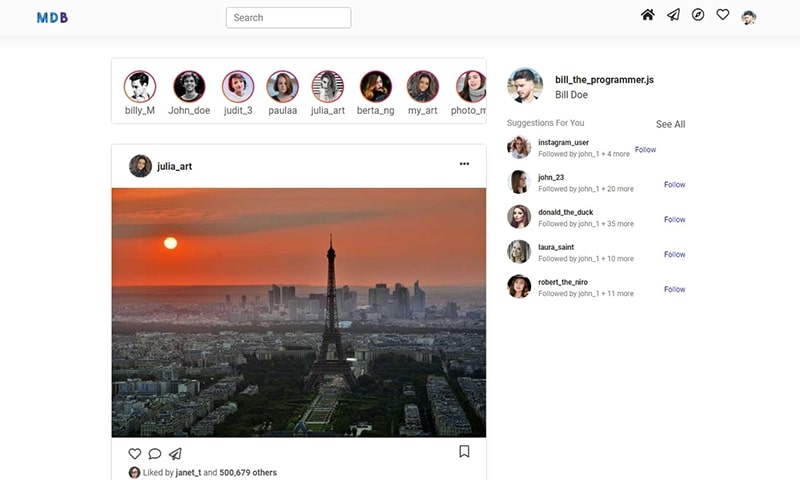 MDB
Search
billy_M John_doe judit_3 paulaa julia_art berta_ng my_art photo_m
bill_the_programmer.js
Bill Doe
Suggestions For You See All
instagram_user
Followed by john_1 + 4 more Follow
john_23
Followed by john_1 + 20 more Follow
donald_the_duck
Followed by john_1 + 35 more Follow
laura_saint
Followed by john_1 + 10 more Follow
robert_the_niro
Followed by john_1 + 11 more Follow
julia_art
Liked by janet_t and 500,679 others